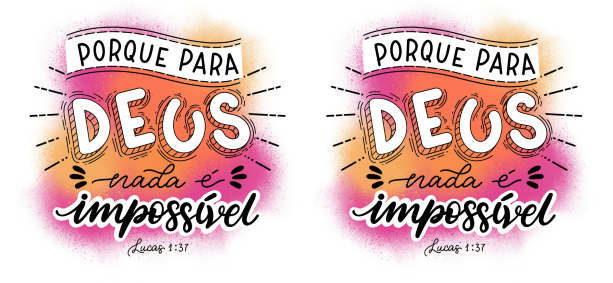 PORQUE PARA
DEUS
nada é
impossível
Lucas 1:37
PORQUE PARA
DEUS
nada é
impossível
Lucas 1:37